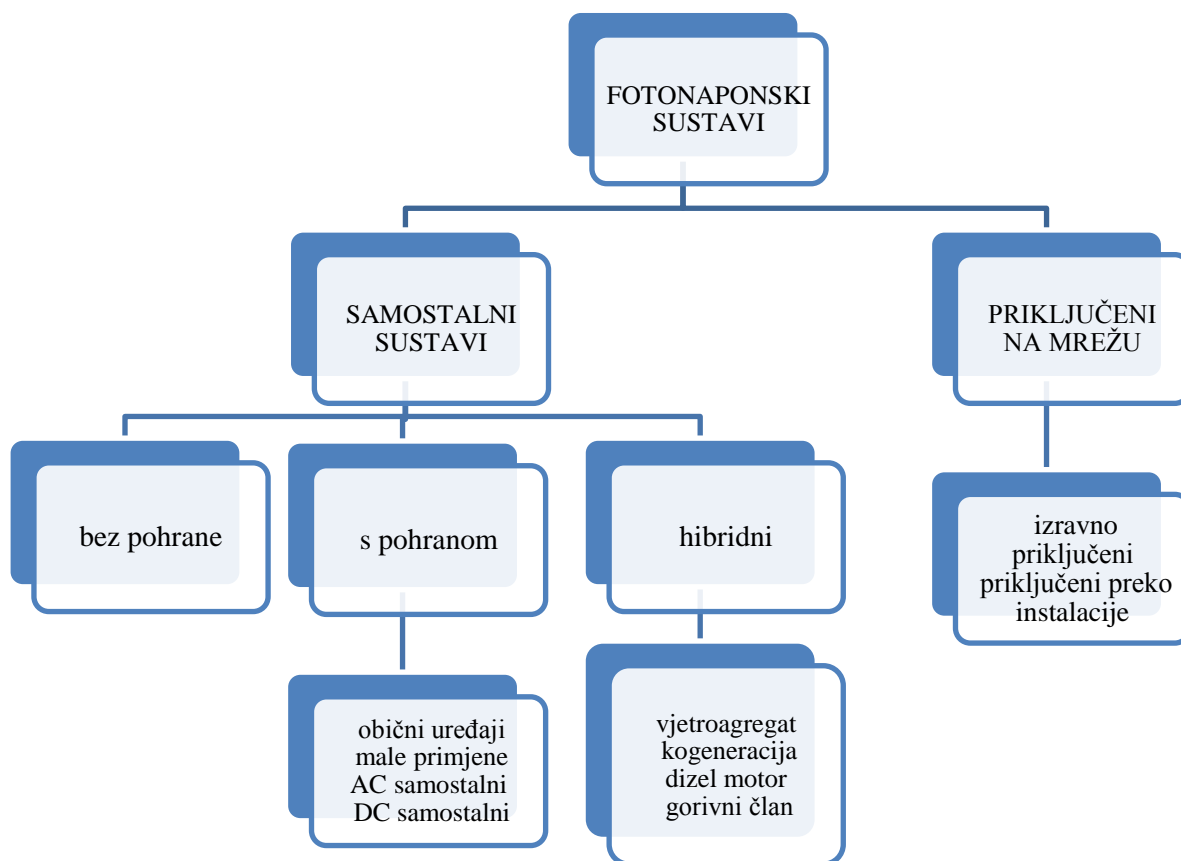 FOTONAPONSKI
SUSTAVI
SAMOSTALNI
SUSTAVI
PRIKLJUČENI
NA MREŽU
bez pohrane
s pohranom
hibridni
izravno
priključeni
priključeni preko
instalacije
obični uređaji
male primjene
AC samostalni
DC samostalni
vjetroagregat
kogeneracija
dizel motor
gorivni član